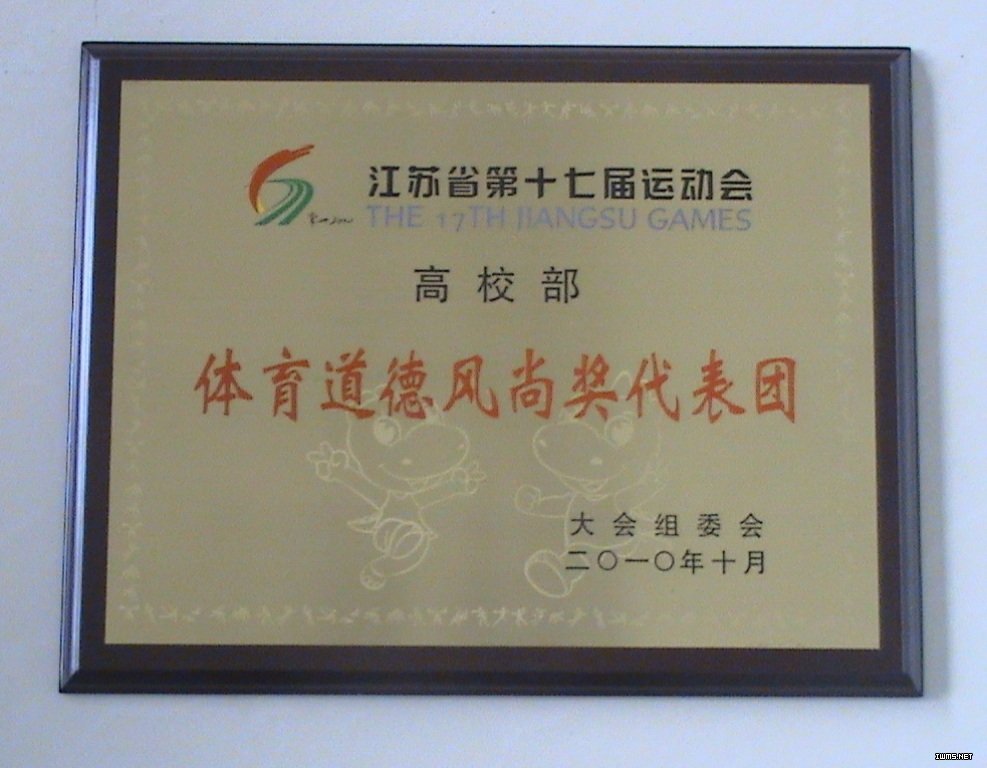 江苏省第十七届运动会
THE 17TH JIANGSU GAMES
高校部
体育道德风尚奖代表团
大会组委会
二〇一〇年十月
IWMS.NET